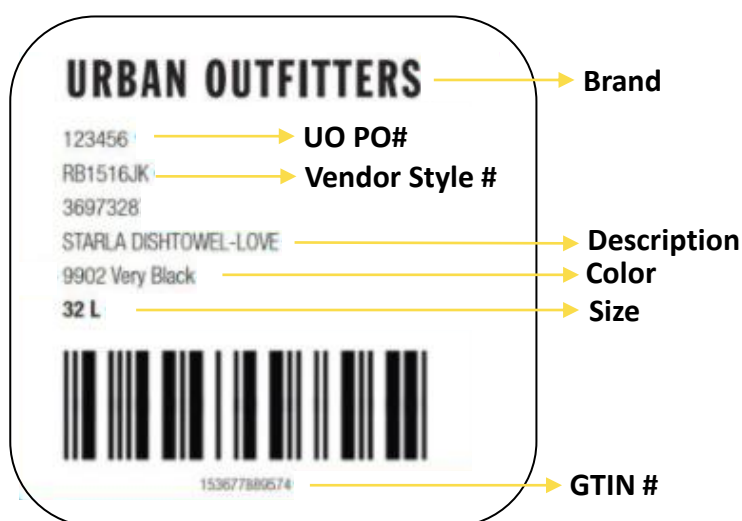 URBAN OUTFITTERS Brand
123456 UO PO#
RB1516JK Vendor Style #
3697328
STARLA DISHTOWEL-LOVE Description
9902 Very Black Color
32 L Size
153677889574 GTIN #